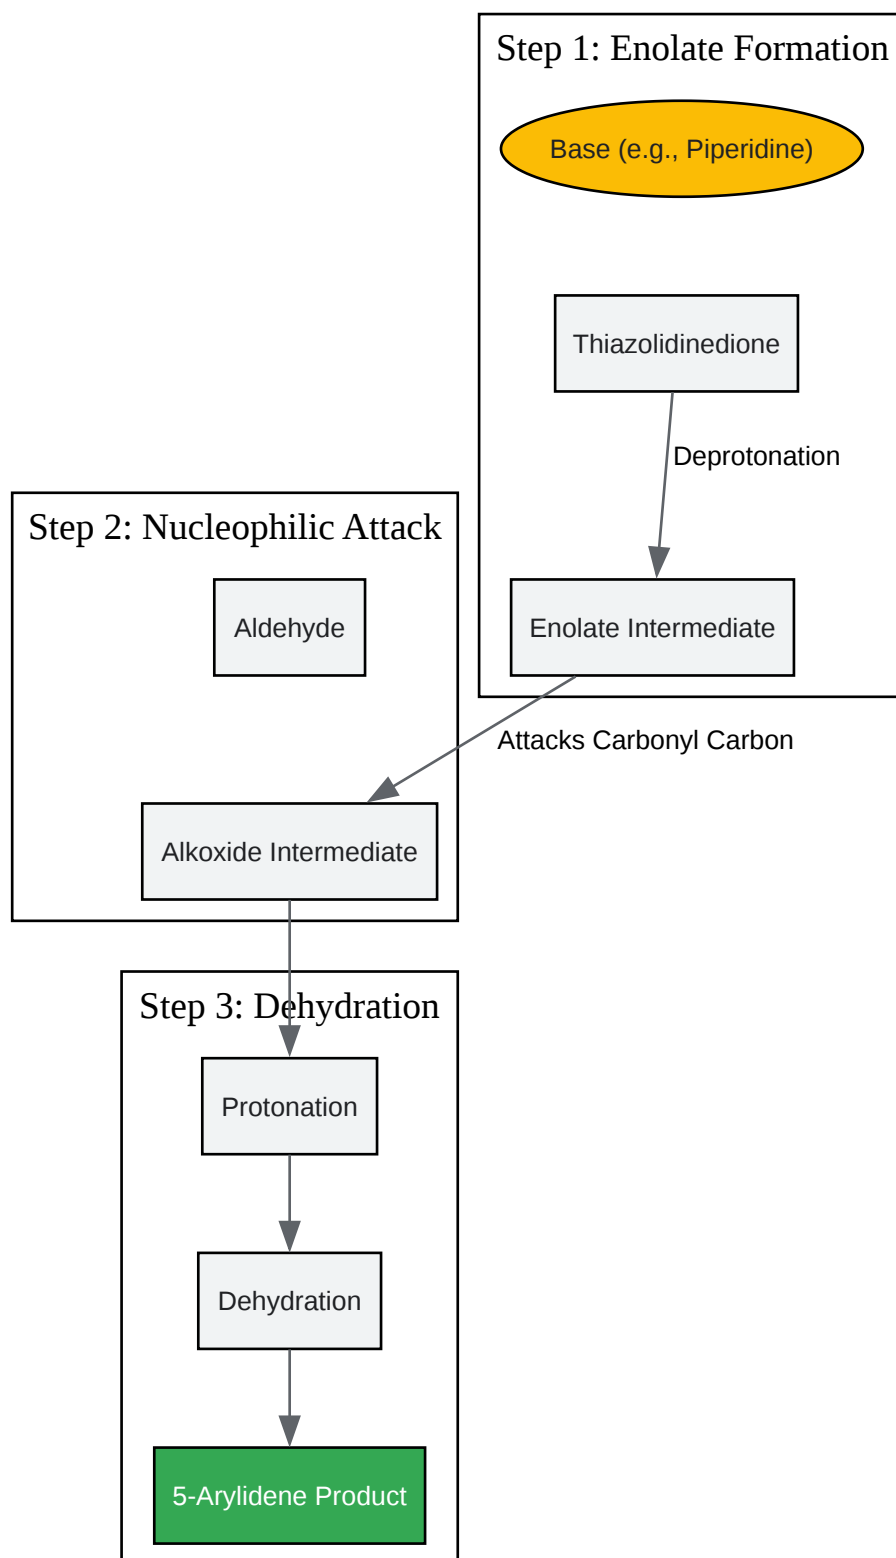 Step 1: Enolate Formation
Base (e.g., Piperidine)
Thiazolidinedione
Deprotonation
Step 2: Nucleophilic Attack
Aldehyde
Enolate Intermediate
Attacks Carbonyl Carbon
Alkoxide Intermediate
Step 3: Dehydration
Protonation
Dehydration
5-Arylidene Product